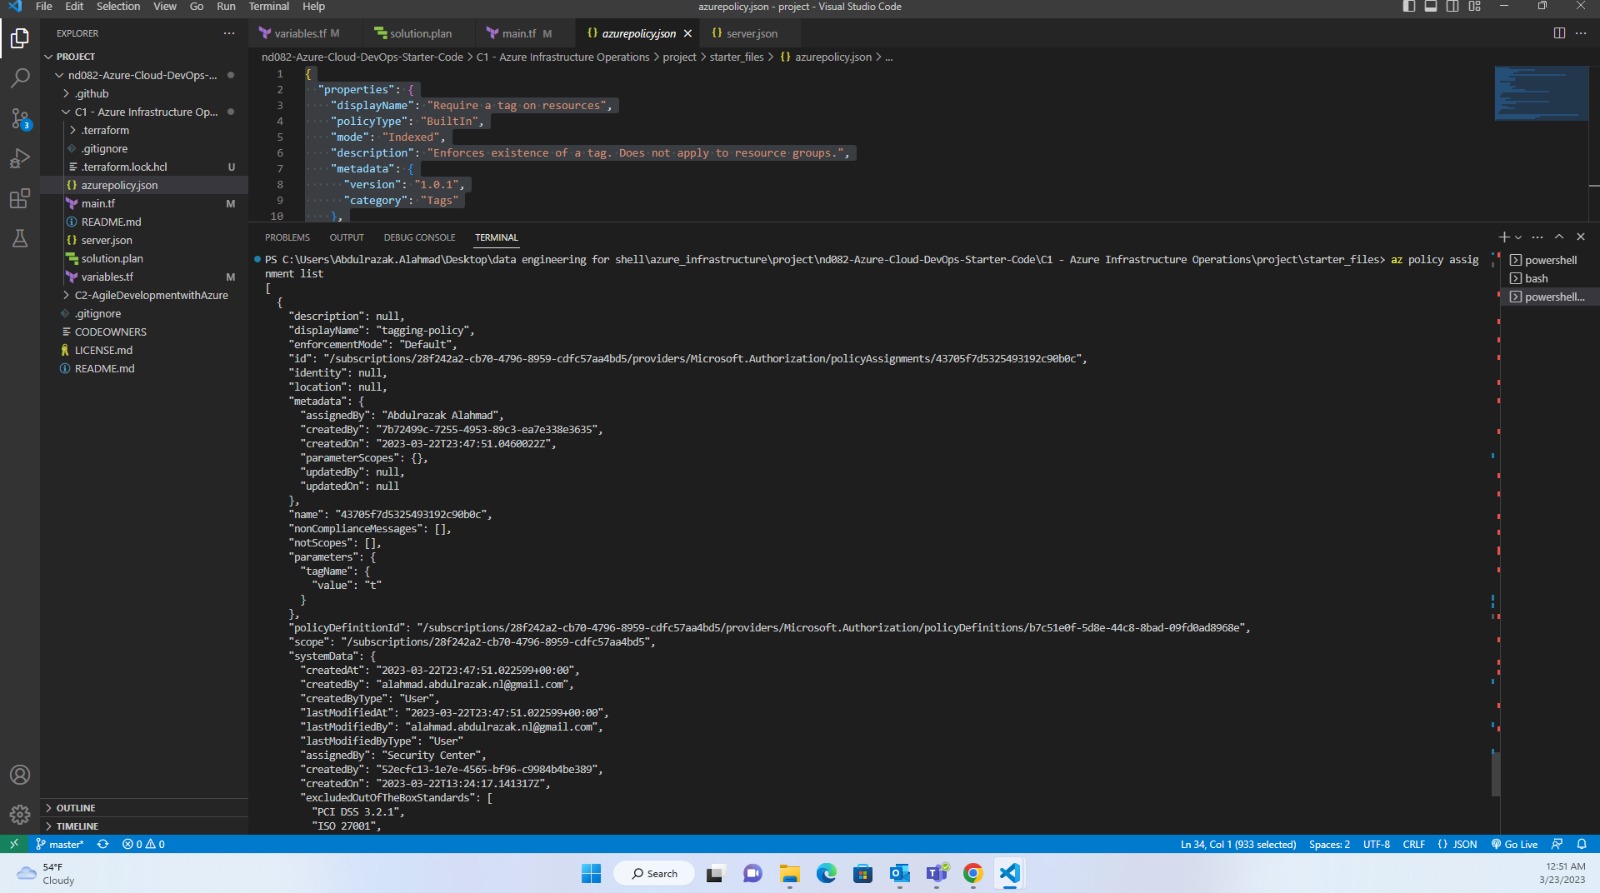 File Edit Selection View Go Run Terminal Help
azurepolicy.json - project - Visual Studio Code
EXPLORER
variables.tf M
solution.plan
main.tf M
azurepolicy.json
server.json
PROJECT
nd082-Azure-Cloud-DevOps-...
.github
C1 - Azure Infrastructure Op...
.terraform
.gitignore
.terraform.lock.hcl U
azurepolicy.json
main.tf M
README.md
server.json
solution.plan
variables.tf M
C2-AgileDevelopmentwithAzure
.gitignore
CODEOWNERS
LICENSE.md
README.md
OUTLINE
TIMELINE
nd082-Azure-Cloud-DevOps-Starter-Code > C1 - Azure Infrastructure Operations > project > starter_files > azurepolicy.json > ...
1 {
2 "properties": {
3 "displayName": "Require a tag on resources",
4 "policyType": "BuiltIn",
5 "mode": "Indexed",
6 "description": "Enforces existence of a tag. Does not apply to resource groups.",
7 "metadata": {
8 "version": "1.0.1",
9 "category": "Tags"
10 },
PROBLEMS OUTPUT DEBUG CONSOLE TERMINAL
powershell
bash
powershell...
PS C:\Users\Abdulrazak.Alahmad\Desktop\data engineering for shell\azure_infrastructure\project\nd082-Azure-Cloud-DevOps-Starter-Code\C1 - Azure Infrastructure Operations\project\starter_files> az policy assig
nment list
[
{
"description": null,
"displayName": "tagging-policy",
"enforcementMode": "Default",
"id": "/subscriptions/28f242a2-cb70-4796-8959-cdfc57aa4bd5/providers/Microsoft.Authorization/policyAssignments/43705f7d5325493192c90b0c",
"identity": null,
"location": null,
"metadata": {
"assignedBy": "Abdulrazak Alahmad",
"createdBy": "7b72499c-7255-4953-89c3-ea7e338e3635",
"createdOn": "2023-03-22T23:47:51.0460022Z",
"parameterScopes": {},
"updatedBy": null,
"updatedOn": null
},
"name": "43705f7d5325493192c90b0c",
"nonComplianceMessages": [],
"notScopes": [],
"parameters": {
"tagName": {
"value": "t"
}
},
"policyDefinitionId": "/subscriptions/28f242a2-cb70-4796-8959-cdfc57aa4bd5/providers/Microsoft.Authorization/policyDefinitions/b7c51e0f-5d8e-44c8-8bad-09fd0ad8968e",
"scope": "/subscriptions/28f242a2-cb70-4796-8959-cdfc57aa4bd5",
"systemData": {
"createdAt": "2023-03-22T23:47:51.022599+00:00",
"createdBy": "alahmad.abdulrazak.nl@gmail.com",
"createdByType": "User",
"lastModifiedAt": "2023-03-22T23:47:51.022599+00:00",
"lastModifiedBy": "alahmad.abdulrazak.nl@gmail.com",
"lastModifiedByType": "User"
"assignedBy": "Security Center",
"createdBy": "52ecfc13-1e7e-4565-bf96-c9984b4be389",
"createdOn": "2023-03-22T13:24:17.141317Z",
"excludedOutOfTheBoxStandards": [
"PCI DSS 3.2.1",
"ISO 27001",
master* 0 0
Ln 34, Col 1 (933 selected) Spaces: 2 UTF-8 CRLF {} JSON Go Live
54°F
Cloudy
Search
12:51 AM
3/23/2023